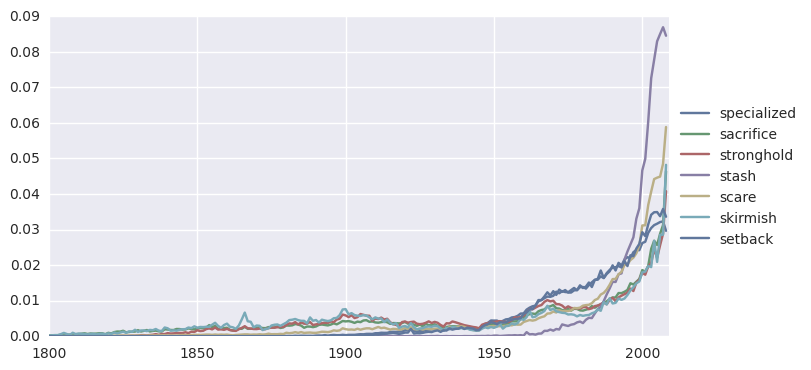 0.09
0.08
0.07
0.06
0.05
0.04
0.03
0.02
0.01
0.00
1800 1850 1900 1950 2000
specialized
sacrifice
stronghold
stash
scare
skirmish
setback